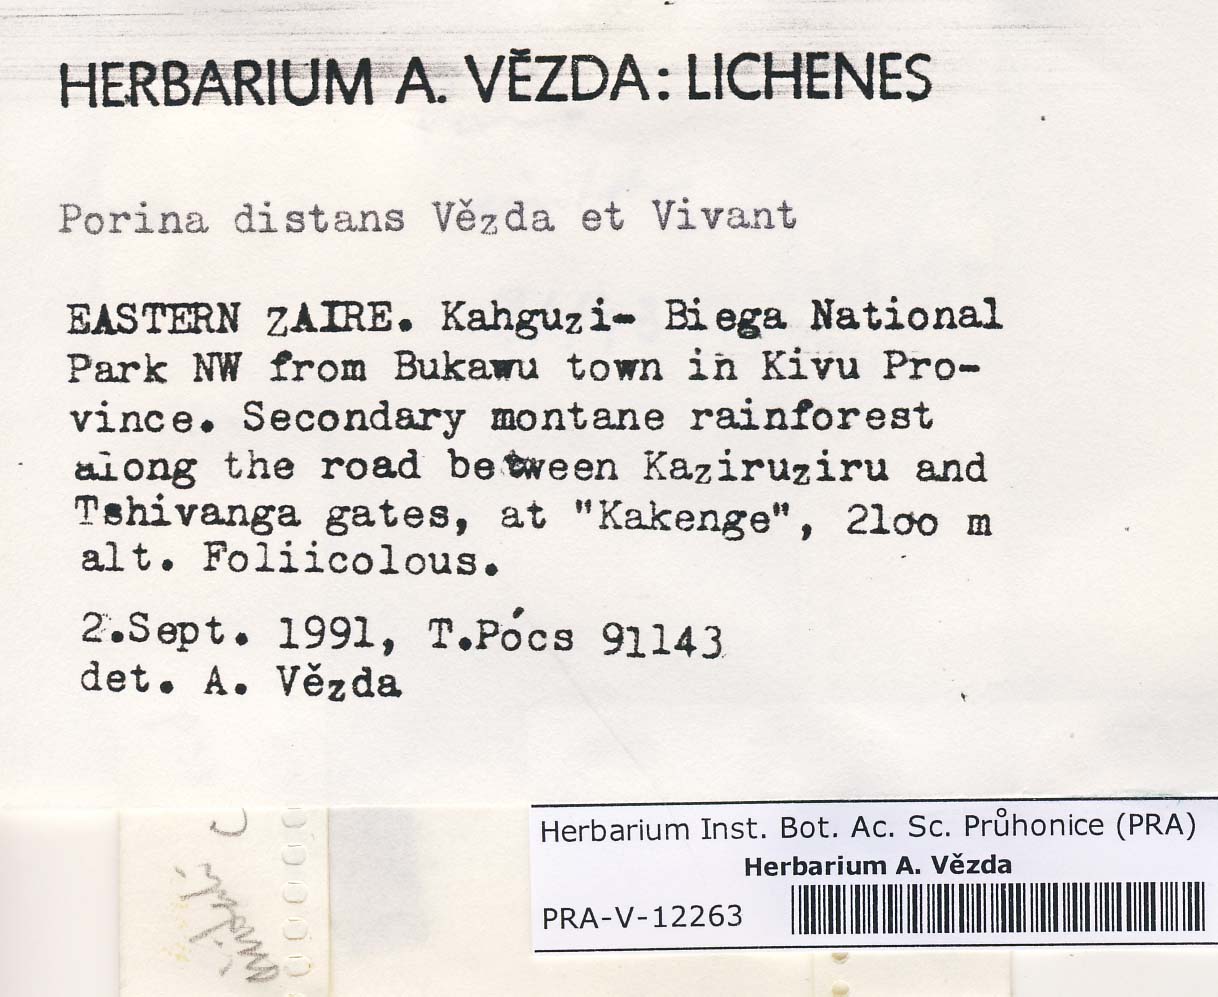 HERBARIUM A. VĚZDA: LICHENES
Porina distans Vězda et Vivant
EASTERN ZAIRE. Kahguzi- Biega National
Park NW from Bukawu town in Kivu Pro-
vince. Secondary montane rainforest
along the road between Kaziruziru and
Tshivanga gates, at "Kakenge", 2loo m
alt. Foliicolous.
2.Sept. 1991, T.Pócs 91143
det. A. Vězda
Herbarium Inst. Bot. Ac. Sc. Průhonice (PRA)
Herbarium A. Vězda
PRA-V-12263